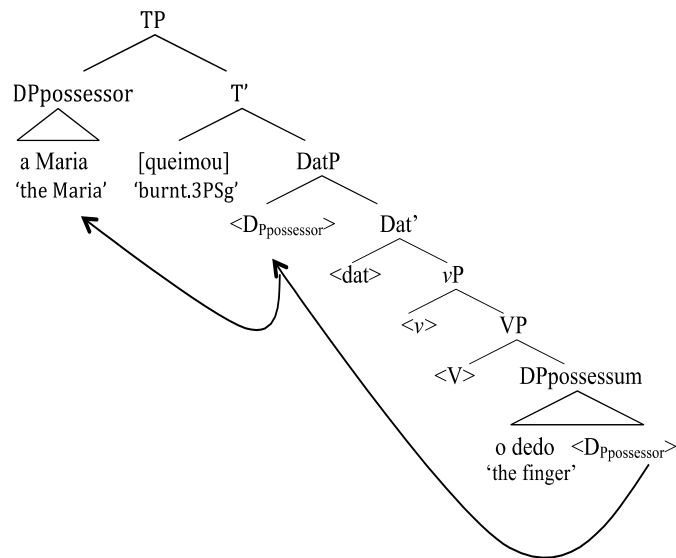 TP
DPpossessor T’
a Maria [queimou] DatP
‘the Maria’ ‘burnt.3PSg’
<DPpossessor> Dat’
<dat> vP
<v> VP
<V> DPpossessum
o dedo <DPpossessor>
‘the finger’